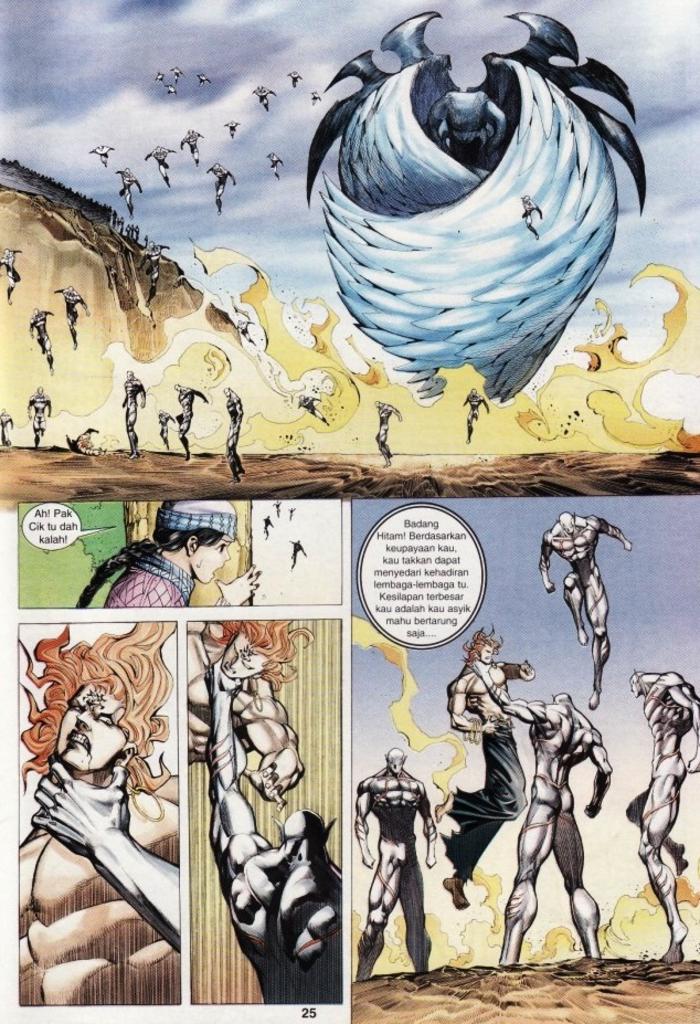 Ah! Pak
Cik tu dah
kalah!
Badang
Hitam! Berdasarkan
keupayaan kau,
kau takkan dapat
menyedari kehadiran
lembaga-lembaga tu.
Kesilapan terbesar
kau adalah kau asyik
mahu bertarung
saja....
25